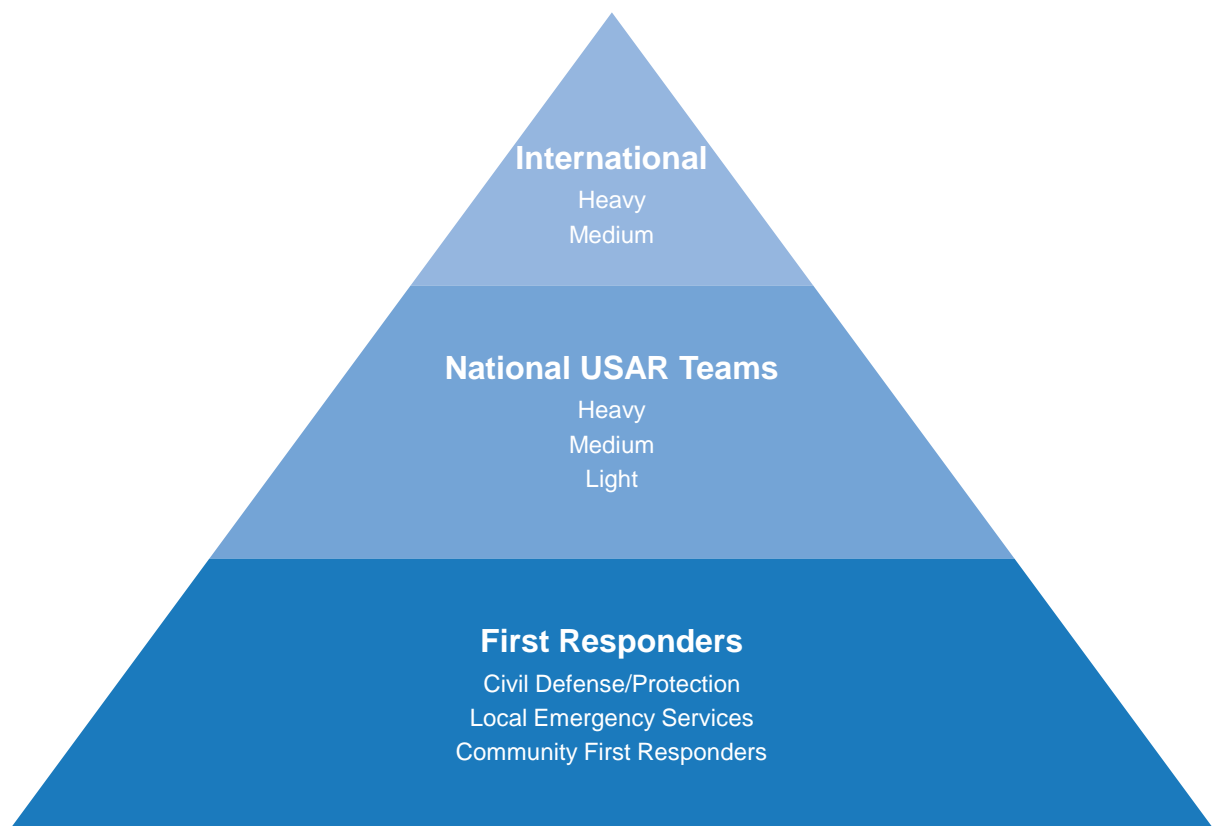 International
Heavy
Medium
National USAR Teams
Heavy
Medium
Light
First Responders
Civil Defense/Protection
Local Emergency Services
Community First Responders